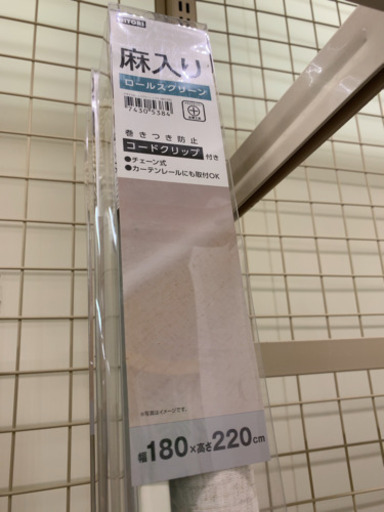 NITORI
麻入り
ロールスクリーン
7430 5384
巻きつき防止
コードクリップ付き
●チェーン式
●カーテンレールにも取付OK
※写真はイメージです。
幅180×高さ220cm